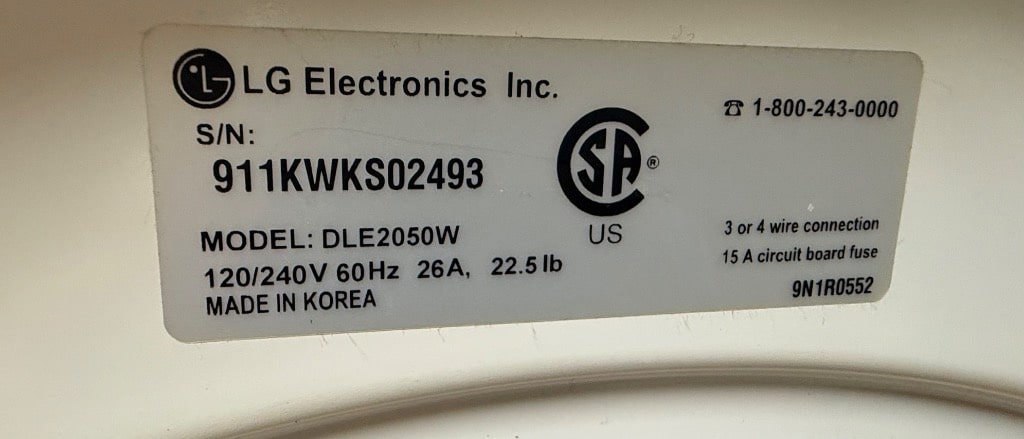 LG Electronics Inc.
1-800-243-0000
S/N:
911KWKS02493
SA ®
US
MODEL: DLE2050W
120/240V 60Hz 26A, 22.5 lb
MADE IN KOREA
3 or 4 wire connection
15 A circuit board fuse
9N1R0552